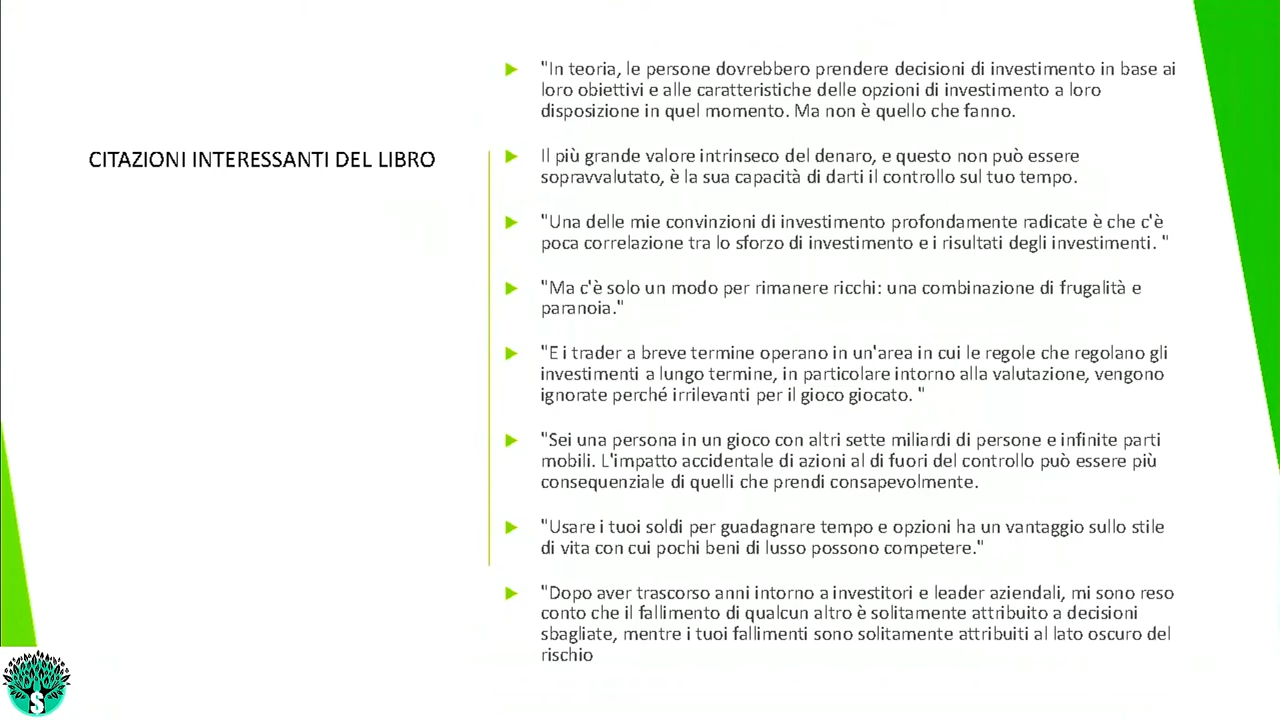 CITAZIONI INTERESSANTI DEL LIBRO
"In teoria, le persone dovrebbero prendere decisioni di investimento in base ai
loro obiettivi e alle caratteristiche delle opzioni di investimento a loro
disposizione in quel momento. Ma non è quello che fanno.
Il più grande valore intrinseco del denaro, e questo non può essere
sopravvalutato, è la sua capacità di darti il controllo sul tuo tempo.
"Una delle mie convinzioni di investimento profondamente radicate è che c'è
poca correlazione tra lo sforzo di investimento e i risultati degli investimenti. "
"Ma c'è solo un modo per rimanere ricchi: una combinazione di frugalità e
paranoia."
"E i trader a breve termine operano in un'area in cui le regole che regolano gli
investimenti a lungo termine, in particolare intorno alla valutazione, vengono
ignorate perché irrilevanti per il gioco giocato. "
"Sei una persona in un gioco con altri sette miliardi di persone e infinite parti
mobili. L'impatto accidentale di azioni al di fuori del controllo può essere più
consequenziale di quelli che prendi consapevolmente.
"Usare i tuoi soldi per guadagnare tempo e opzioni ha un vantaggio sullo stile
di vita con cui pochi beni di lusso possono competere."
"Dopo aver trascorso anni intorno a investitori e leader aziendali, mi sono reso
conto che il fallimento di qualcun altro è solitamente attribuito a decisioni
sbagliate, mentre i tuoi fallimenti sono solitamente attribuiti al lato oscuro del
rischio
$